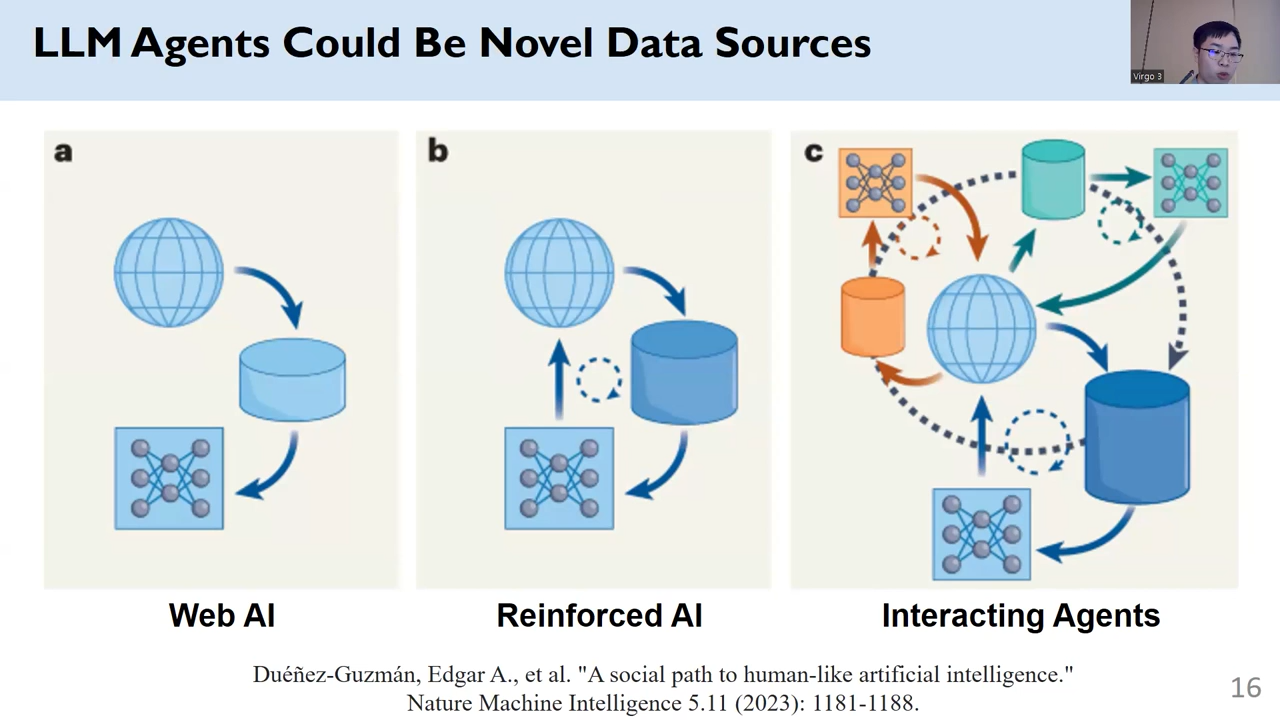 LLM Agents Could Be Novel Data Sources
Virgo 3
a
b
c
Web AI
Reinforced AI
Interacting Agents
Duéñez-Guzmán, Edgar A., et al. "A social path to human-like artificial intelligence."
Nature Machine Intelligence 5.11 (2023): 1181-1188.
16